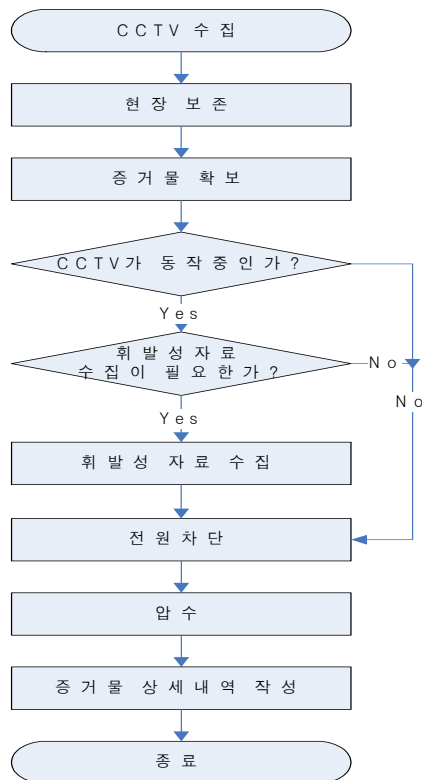 CCTV 수집
현장 보존
증거물 확보
CCTV가 동작중인가?
Yes
휘발성자료
수집이 필요한가?
No
No
Yes
휘발성 자료 수집
전원차단
압수
증거물 상세내역 작성
종료